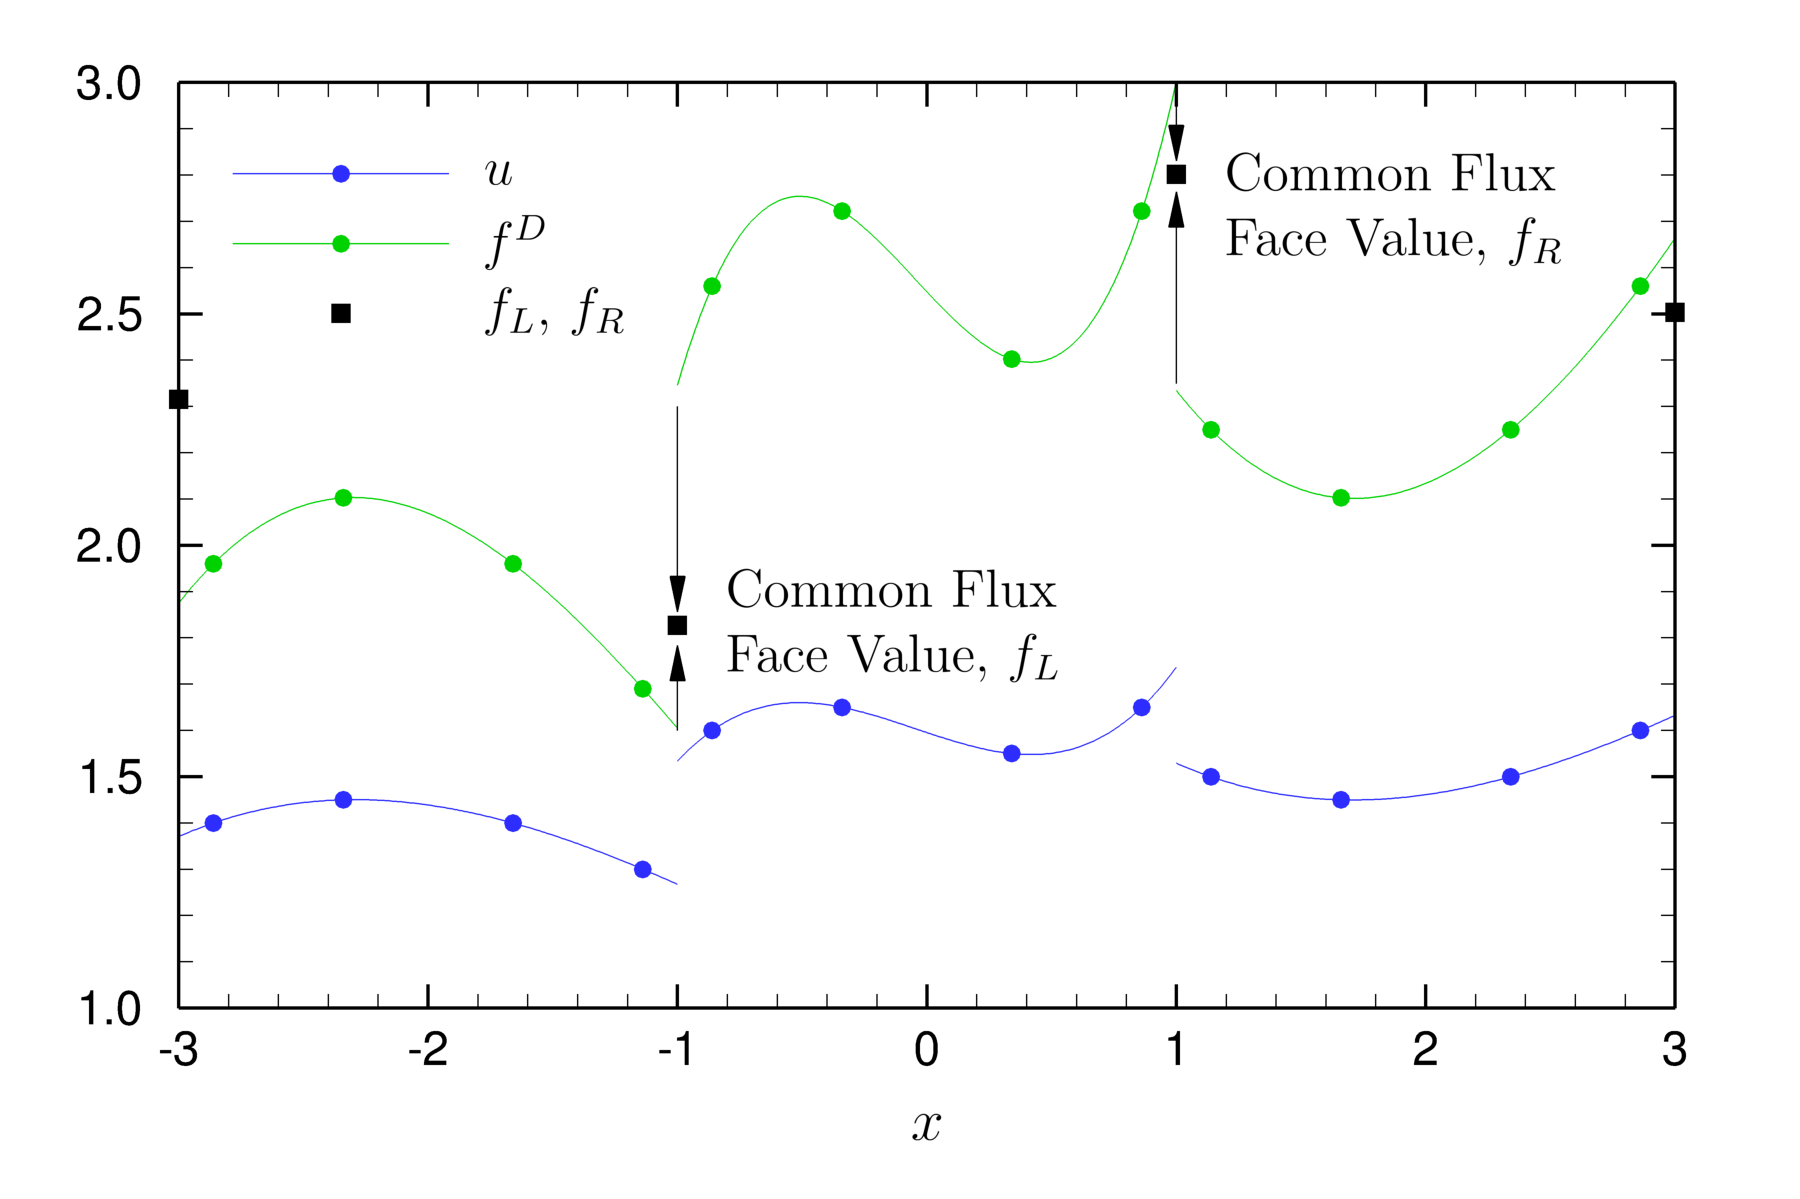 3.0
2.5
2.0
1.5
1.0
-3 -2 -1 0 1 2 3
x
u
f^D
f_L, f_R
Common Flux
Face Value, f_R
Common Flux
Face Value, f_L